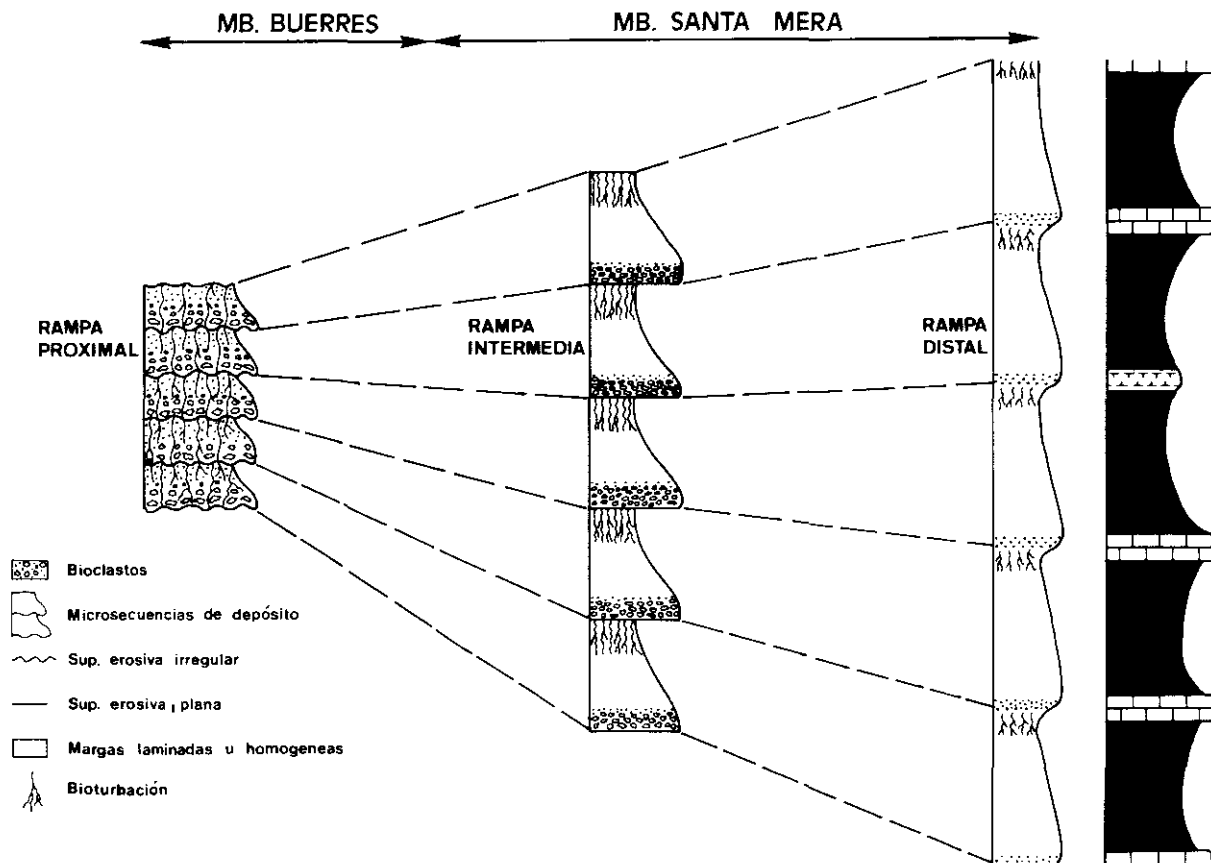 MB. BUERRES
MB. SANTA MERA
RAMPA
PROXIMAL
RAMPA
INTERMEDIA
RAMPA
DISTAL
Bioclastos
Microsecuencias de depósito
Sup. erosiva irregular
Sup. erosiva plana
Margas laminadas u homogeneas
Bioturbación